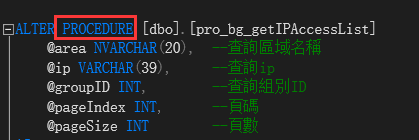 ALTER PROCEDURE [dbo].[pro_bg_getIPAccessList]
@area NVARCHAR(20), --查詢區域名稱
@ip VARCHAR(39), --查詢ip
@groupID INT, --查詢組別ID
@pageIndex INT, --頁碼
@pageSize INT --頁數